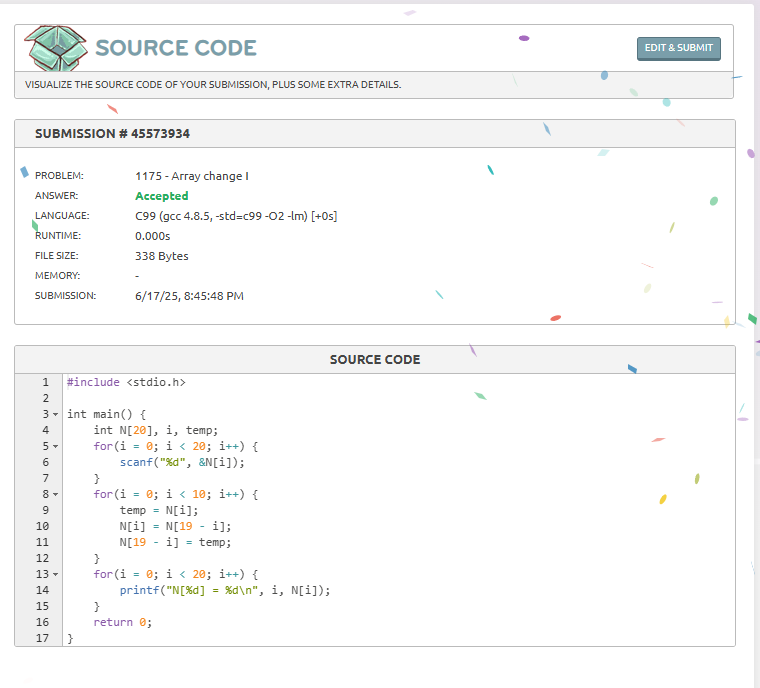 SOURCE CODE
EDIT & SUBMIT
VISUALIZE THE SOURCE CODE OF YOUR SUBMISSION, PLUS SOME EXTRA DETAILS.
SUBMISSION # 45573934
PROBLEM: 1175 - Array change I
ANSWER: Accepted
LANGUAGE: C99 (gcc 4.8.5, -std=c99 -O2 -lm) [+0s]
RUNTIME: 0.000s
FILE SIZE: 338 Bytes
MEMORY: -
SUBMISSION: 6/17/25, 8:45:48 PM
SOURCE CODE
1 #include <stdio.h>
2
3 int main() {
4     int N[20], i, temp;
5     for(i = 0; i < 20; i++) {
6         scanf("%d", &N[i]);
7     }
8     for(i = 0; i < 10; i++) {
9         temp = N[i];
10         N[i] = N[19 - i];
11         N[19 - i] = temp;
12     }
13     for(i = 0; i < 20; i++) {
14         printf("N[%d] = %d\n", i, N[i]);
15     }
16     return 0;
17 }